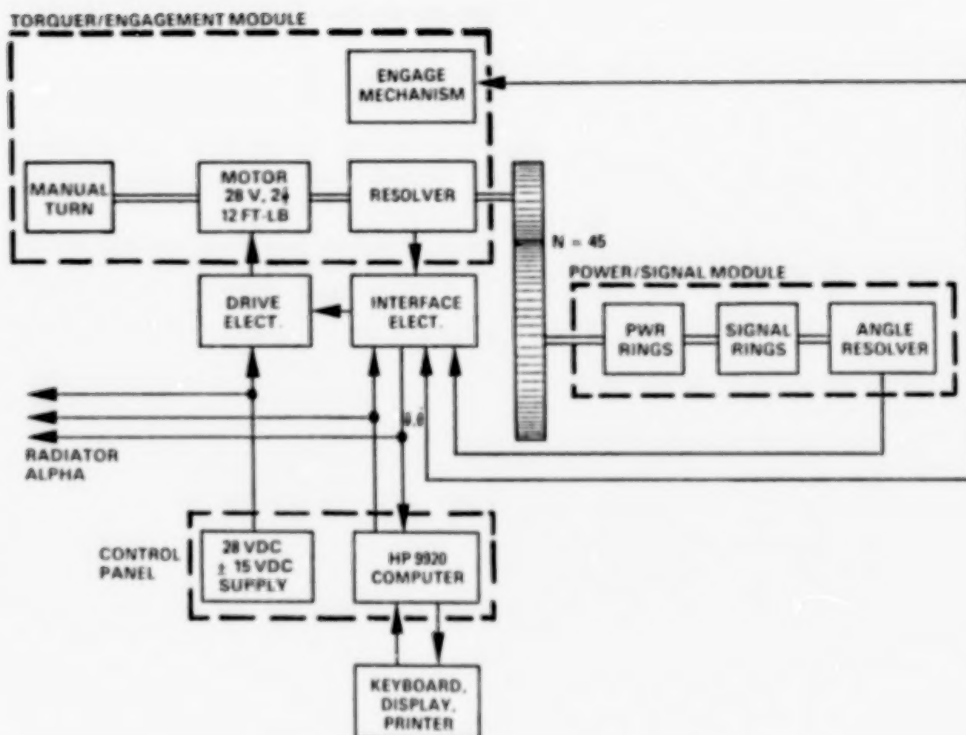 TORQUER/ENGAGEMENT MODULE
ENGAGE
MECHANISM
MANUAL
TURN
MOTOR
28 V, 2ϕ
12 FT-LB
RESOLVER
N = 45
POWER/SIGNAL MODULE
DRIVE
ELECT.
INTERFACE
ELECT.
PWR
RINGS
SIGNAL
RINGS
ANGLE
RESOLVER
RADIATOR
ALPHA
CONTROL
PANEL
28 VDC
± 15 VDC
SUPPLY
HP 9920
COMPUTER
KEYBOARD,
DISPLAY,
PRINTER